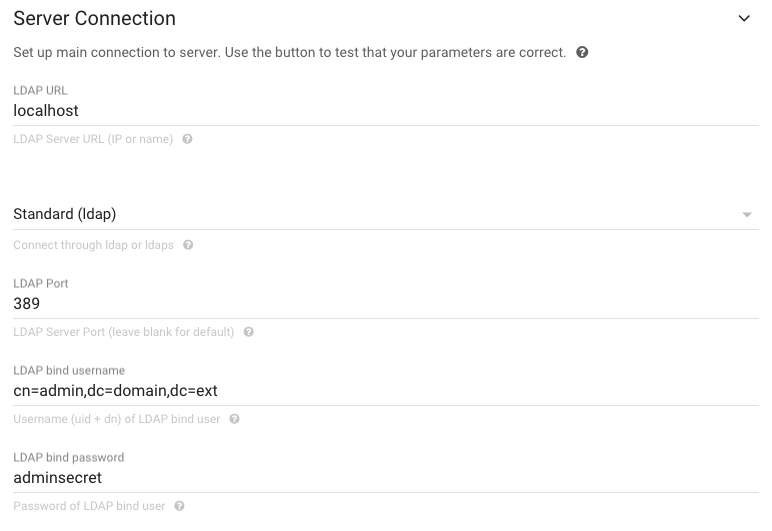 Server Connection
Set up main connection to server. Use the button to test that your parameters are correct. ?
LDAP URL
localhost
LDAP Server URL (IP or name) ?
Standard (ldap)
Connect through ldap or ldaps ?
LDAP Port
389
LDAP Server Port (leave blank for default) ?
LDAP bind username
cn=admin,dc=domain,dc=ext
Username (uid + dn) of LDAP bind user ?
LDAP bind password
adminsecret
Password of LDAP bind user ?